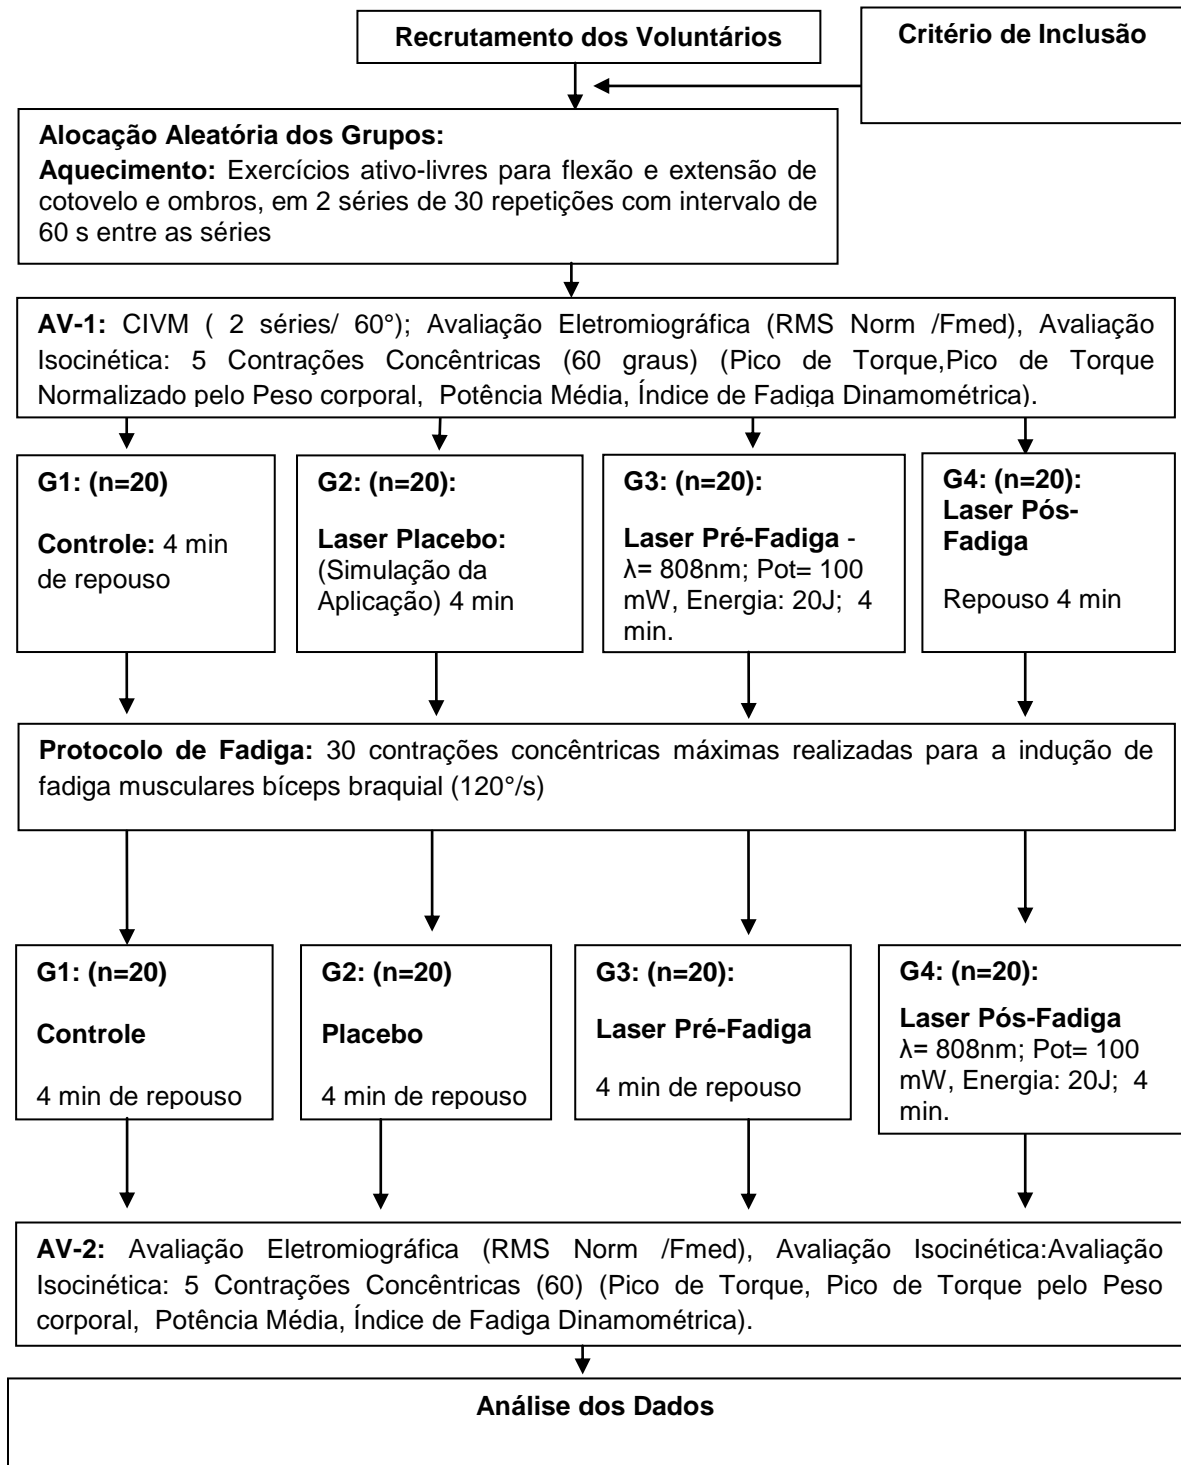 Recrutamento dos Voluntários
Critério de Inclusão
Alocação Aleatória dos Grupos:
Aquecimento: Exercícios ativo-livres para flexão e extensão de
cotovelo e ombros, em 2 séries de 30 repetições com intervalo de
60 s entre as séries
AV-1: CIVM ( 2 séries/ 60°); Avaliação Eletromiográfica (RMS Norm /Fmed), Avaliação
Isocinética: 5 Contrações Concêntricas (60 graus) (Pico de Torque,Pico de Torque
Normalizado pelo Peso corporal, Potência Média, Índice de Fadiga Dinamométrica).
G1: (n=20)
Controle: 4 min
de repouso
G2: (n=20):
Laser Placebo:
(Simulação da
Aplicação) 4 min
G3: (n=20):
Laser Pré-Fadiga -
λ= 808nm; Pot= 100
mW, Energia: 20J; 4
min.
G4: (n=20):
Laser Pós-
Fadiga
Repouso 4 min
Protocolo de Fadiga: 30 contrações concêntricas máximas realizadas para a indução de
fadiga musculares bíceps braquial (120°/s)
G1: (n=20)
Controle
4 min de repouso
G2: (n=20)
Placebo
4 min de repouso
G3: (n=20):
Laser Pré-Fadiga
4 min de repouso
G4: (n=20):
Laser Pós-Fadiga
λ= 808nm; Pot= 100
mW, Energia: 20J; 4
min.
AV-2: Avaliação Eletromiográfica (RMS Norm /Fmed), Avaliação Isocinética:Avaliação
Isocinética: 5 Contrações Concêntricas (60) (Pico de Torque, Pico de Torque pelo Peso
corporal, Potência Média, Índice de Fadiga Dinamométrica).
Análise dos Dados